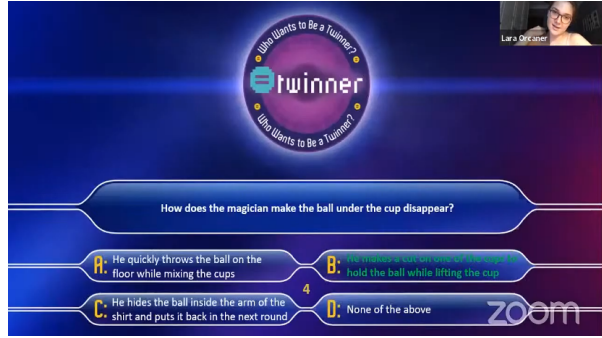 Lara Orcaner
Who Wants to Be a Twinner?
twinner
Who Wants to Be a Twinner?
How does the magician make the ball under the cup disappear?
A: He quickly throws the ball on the
floor while mixing the cups
B: He makes a cut on one of the cups to
hold the ball while lifting the cup
4
C: He hides the ball inside the arm of the
shirt and puts it back in the next round
D: None of the above
zoom